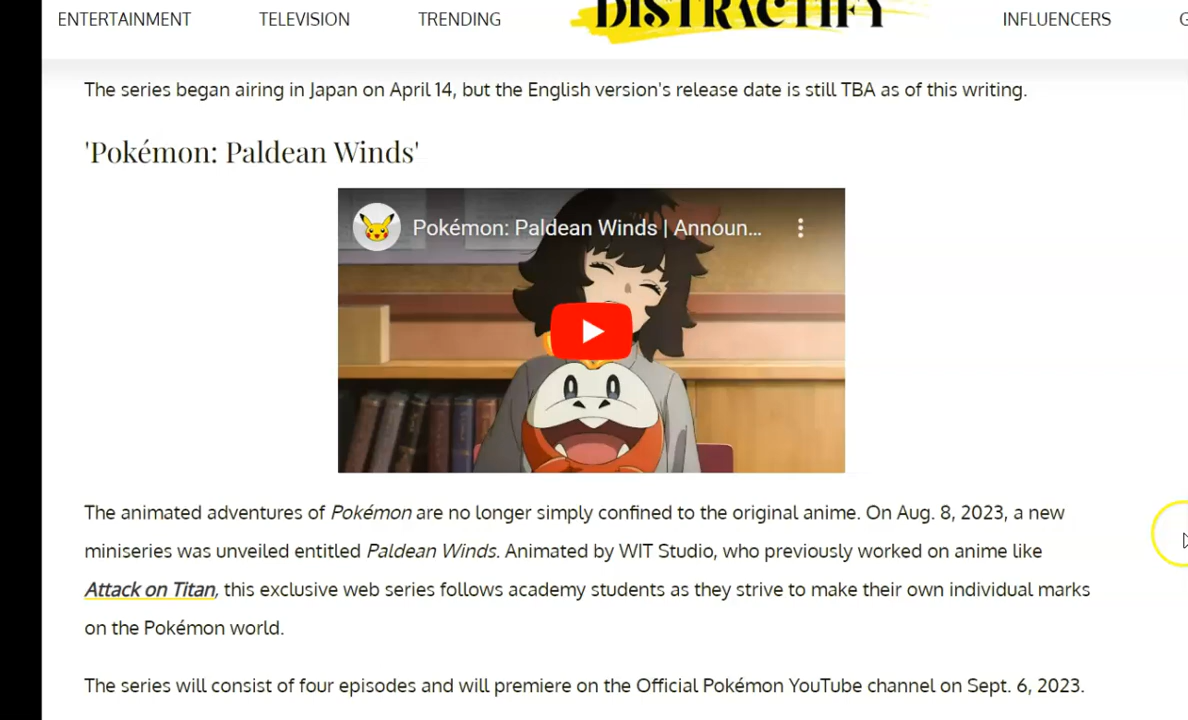 ENTERTAINMENT TELEVISION TRENDING DISTRACTIFY INFLUENCERS
The series began airing in Japan on April 14, but the English version's release date is still TBA as of this writing.
'Pokémon: Paldean Winds'
Pokémon: Paldean Winds | Announ...
The animated adventures of Pokémon are no longer simply confined to the original anime. On Aug. 8, 2023, a new
miniseries was unveiled entitled Paldean Winds. Animated by WIT Studio, who previously worked on anime like
Attack on Titan, this exclusive web series follows academy students as they strive to make their own individual marks
on the Pokémon world.
The series will consist of four episodes and will premiere on the Official Pokémon YouTube channel on Sept. 6, 2023.